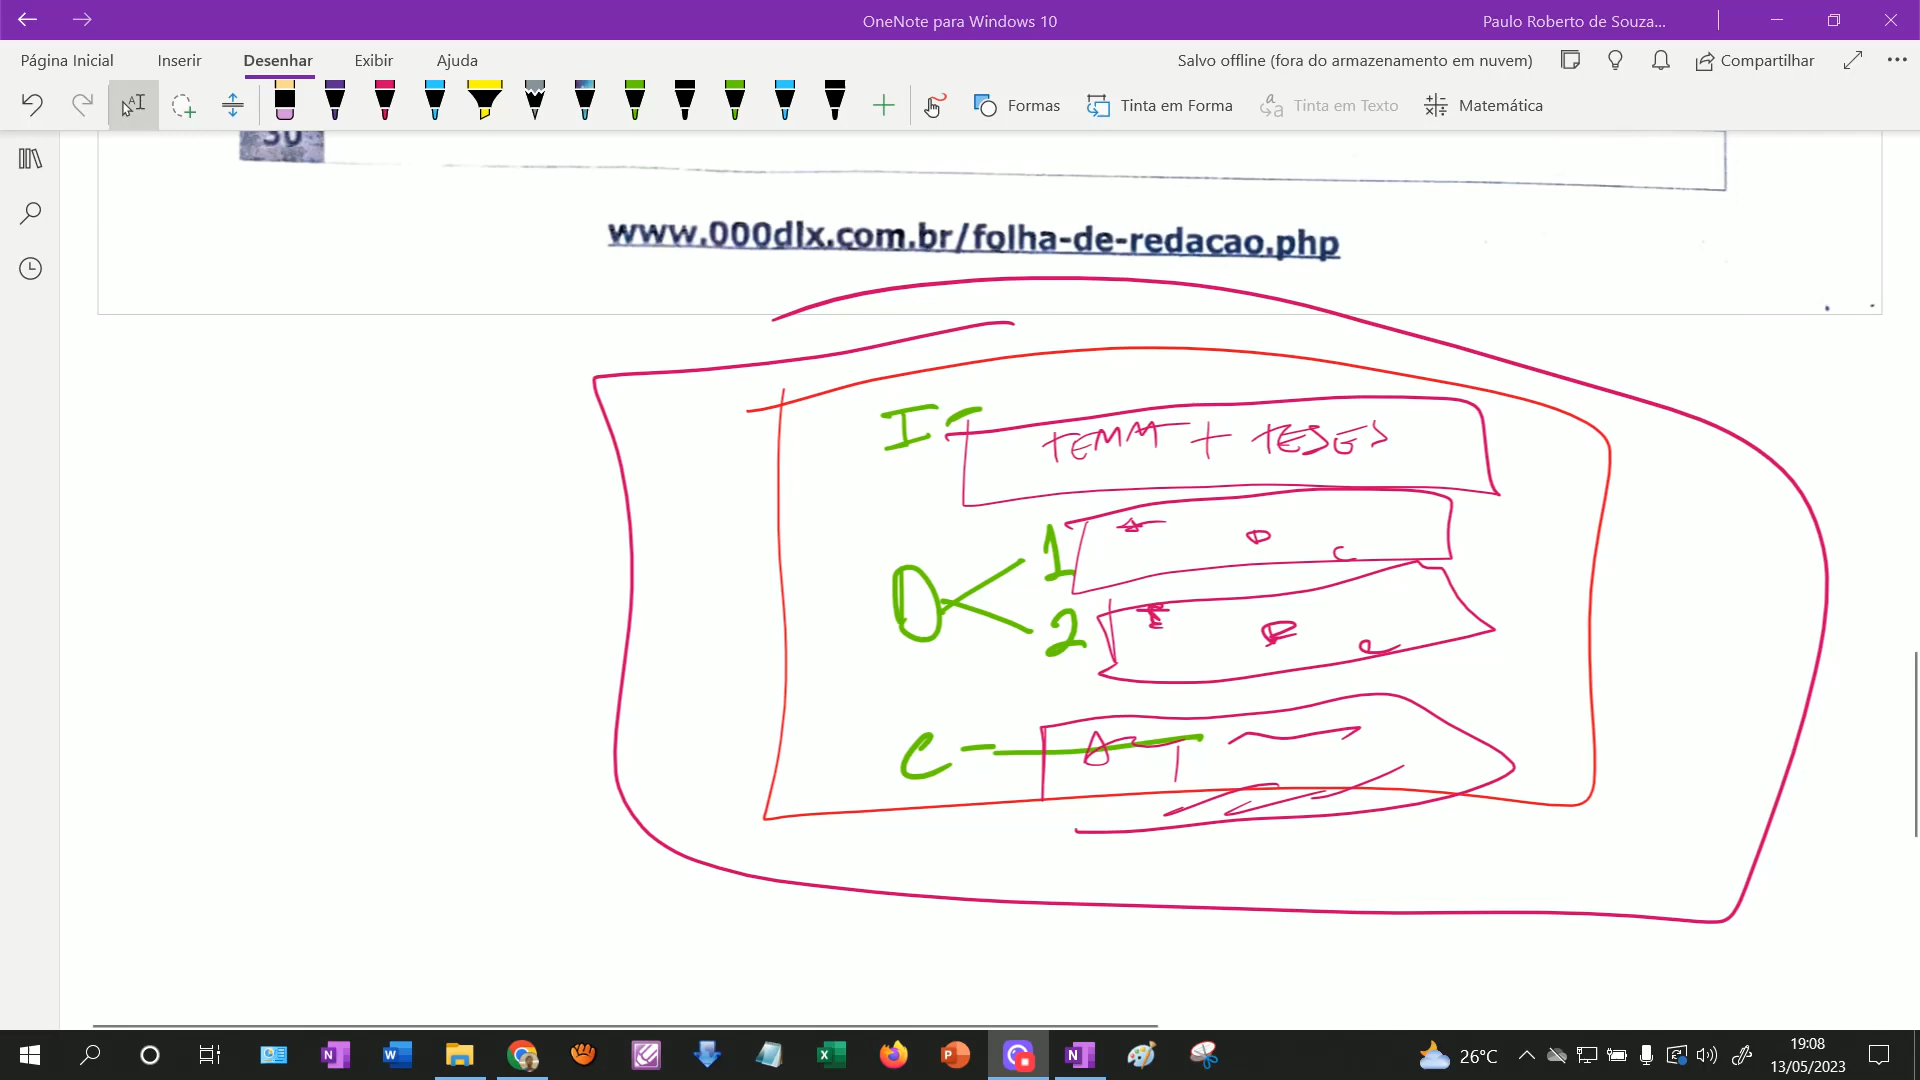 OneNote para Windows 10
Paulo Roberto de Souza...
Página Inicial
Inserir
Desenhar
Exibir
Ajuda
Salvo offline (fora do armazenamento em nuvem)
Compartilhar
Formas
Tinta em Forma
Tinta em Texto
Matemática
30
www.000dlx.com.br/folha-de-redacao.php
I
TEMA + TESES
D
1
D C
2
C
26°C
19:08
13/05/2023